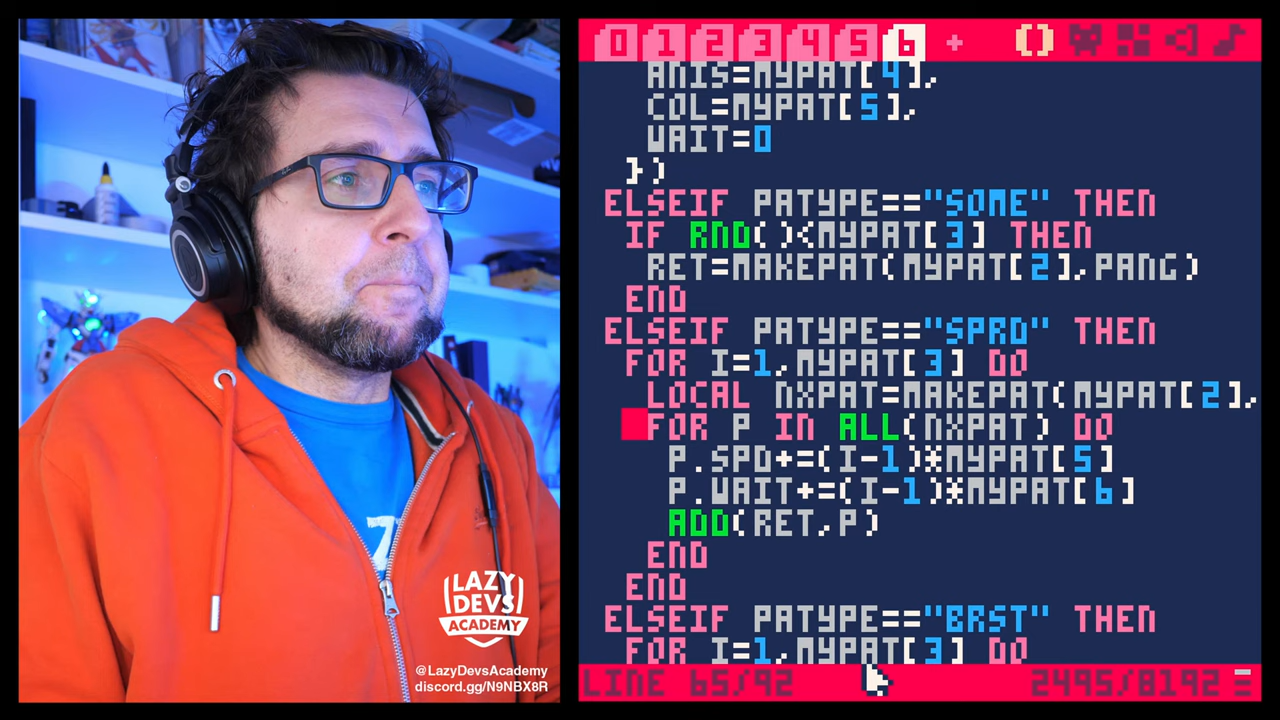 0 1 2 3 4 5 6 + ()
ANIS=MYPAT[4],
COL=MYPAT[5],
WAIT=0
})
ELSEIF PATYPE=="SOME" THEN
IF RND()<MYPAT[3] THEN
RET=MAKEPAT(MYPAT[2],PANG)
END
ELSEIF PATYPE=="SPRD" THEN
FOR I=1,MYPAT[3] DO
LOCAL NXPAT=MAKEPAT(MYPAT[2],
FOR P IN ALL(NXPAT) DO
P.SPD+=(I-1)*MYPAT[5]
P.WAIT+=(I-1)*MYPAT[6]
ADD(RET,P)
END
END
ELSEIF PATYPE=="BRST" THEN
FOR I=1,MYPAT[3] DO
LINE 65/92 2495/8192
LAZY
DEVS
ACADEMY
@LazyDevsAcademy
discord.gg/N9NBX8R